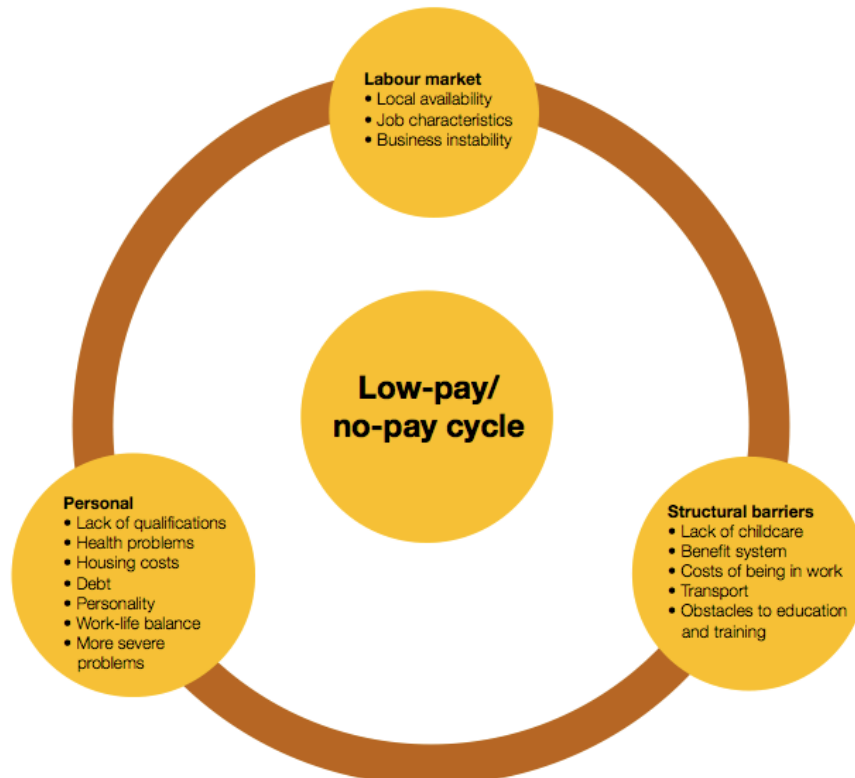 Labour market
• Local availability
• Job characteristics
• Business instability
Low-pay/
no-pay cycle
Personal
• Lack of qualifications
• Health problems
• Housing costs
• Debt
• Personality
• Work-life balance
• More severe
problems
Structural barriers
• Lack of childcare
• Benefit system
• Costs of being in work
• Transport
• Obstacles to education
and training